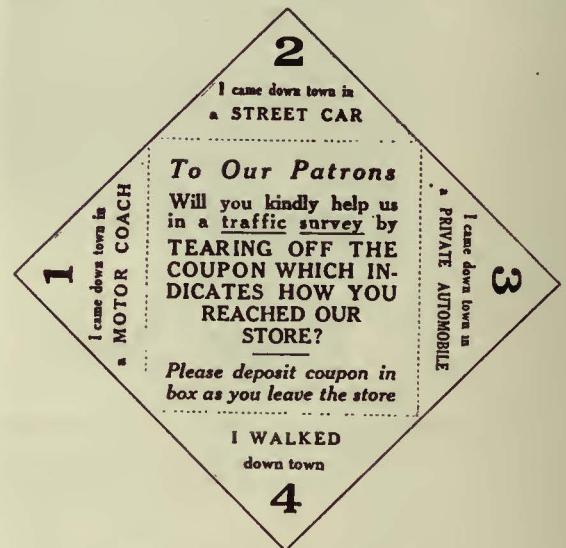 2
I came down town in
a STREET CAR
To Our Patrons
Will you kindly help us
in a traffic survey by
TEARING OFF THE
COUPON WHICH IN-
DICATES HOW YOU
REACHED OUR
STORE?
Please deposit coupon in
box as you leave the store
1
I came down town in
a MOTOR COACH
3
I came down town in
a PRIVATE AUTOMOBILE
I WALKED
down town
4